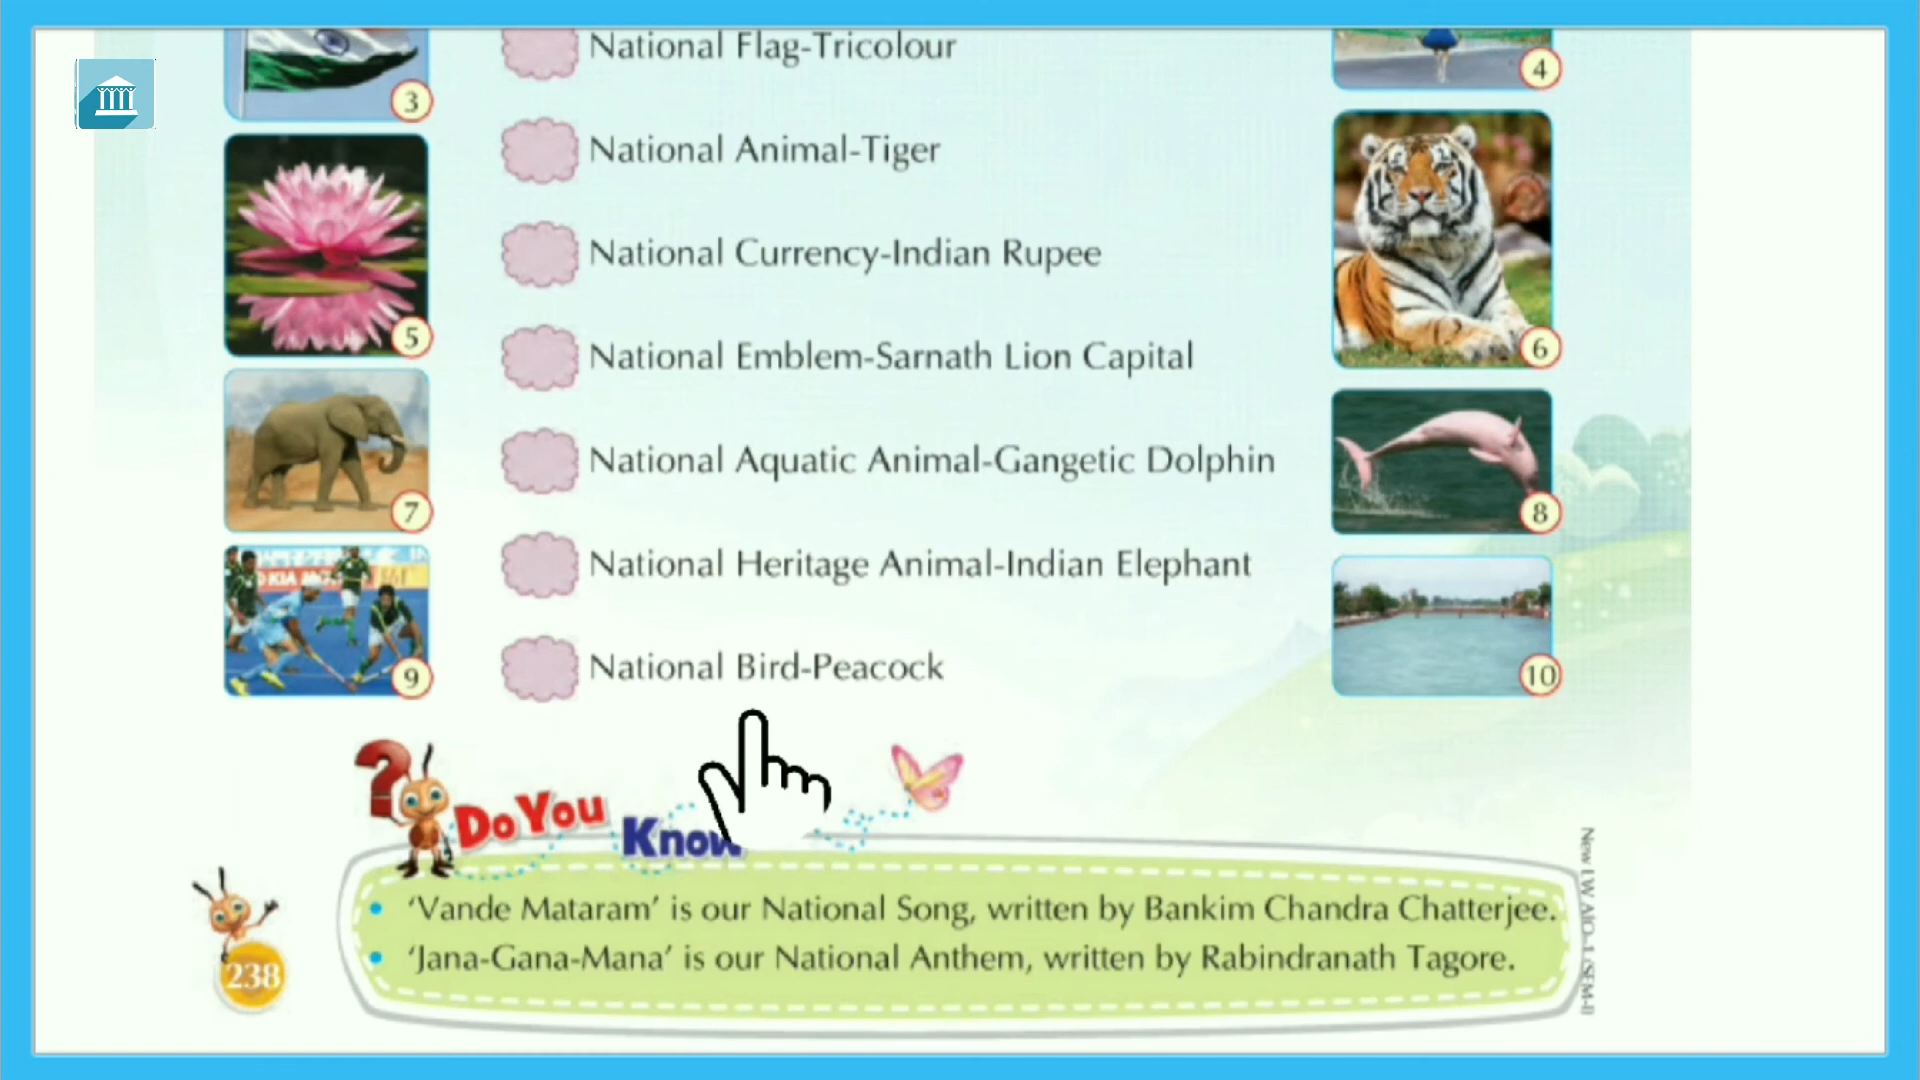 National Flag-Tricolour
3
4
National Animal-Tiger
National Currency-Indian Rupee
5
6
National Emblem-Sarnath Lion Capital
National Aquatic Animal-Gangetic Dolphin
7
8
National Heritage Animal-Indian Elephant
National Bird-Peacock
9
10
?
Do You Know
• ‘Vande Mataram’ is our National Song, written by Bankim Chandra Chatterjee.
• ‘Jana-Gana-Mana’ is our National Anthem, written by Rabindranath Tagore.
238